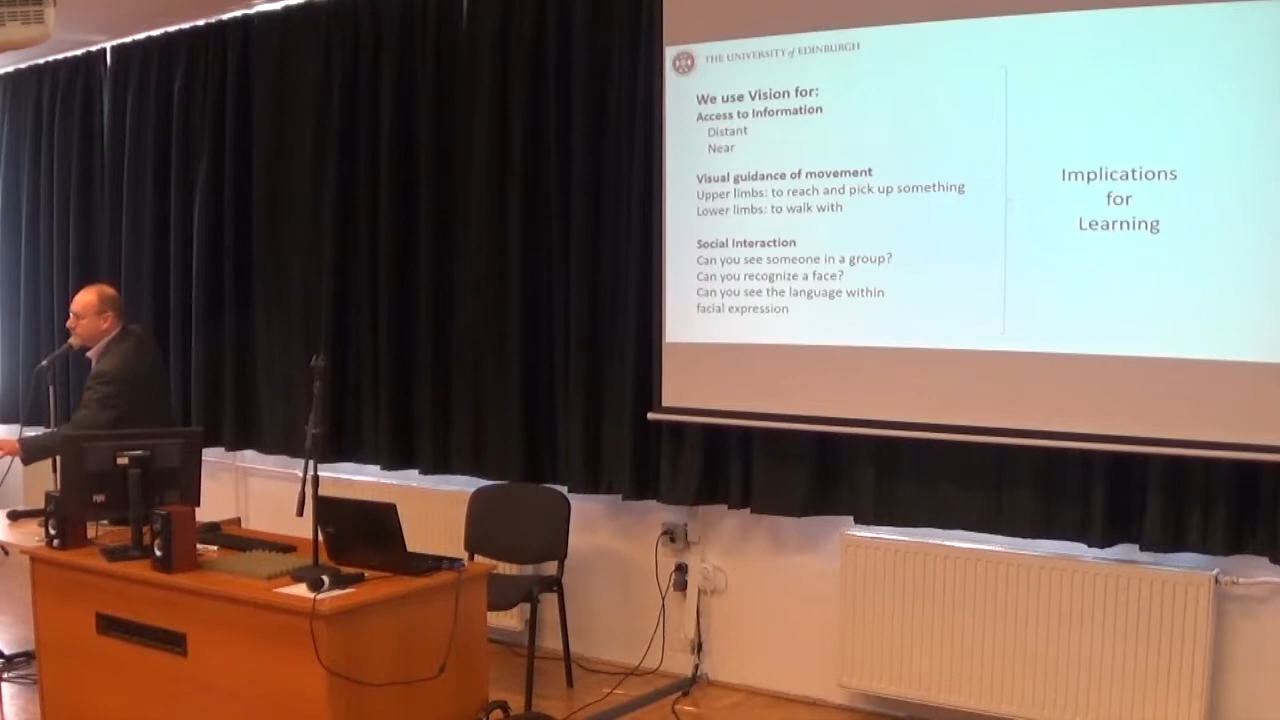 THE UNIVERSITY of EDINBURGH
We use Vision for:
Access to Information
Distant
Near
Visual guidance of movement
Upper limbs: to reach and pick up something
Lower limbs: to walk with
Social Interaction
Can you see someone in a group?
Can you recognize a face?
Can you see the language within
facial expression
Implications
for
Learning